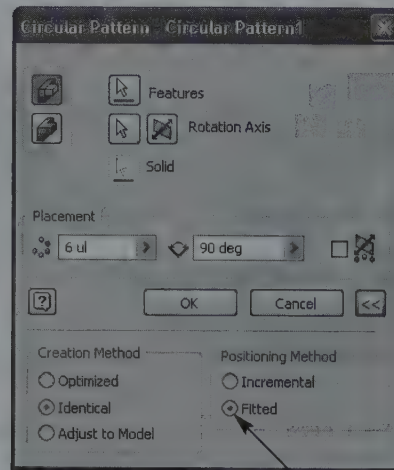 Circular Pattern - Circular Pattern1
Features
Rotation Axis
Solid
Placement
6 ul > 90 deg >
? OK Cancel <<
Creation Method Positioning Method
Optimized Incremental
Identical Fitted
Adjust to Model